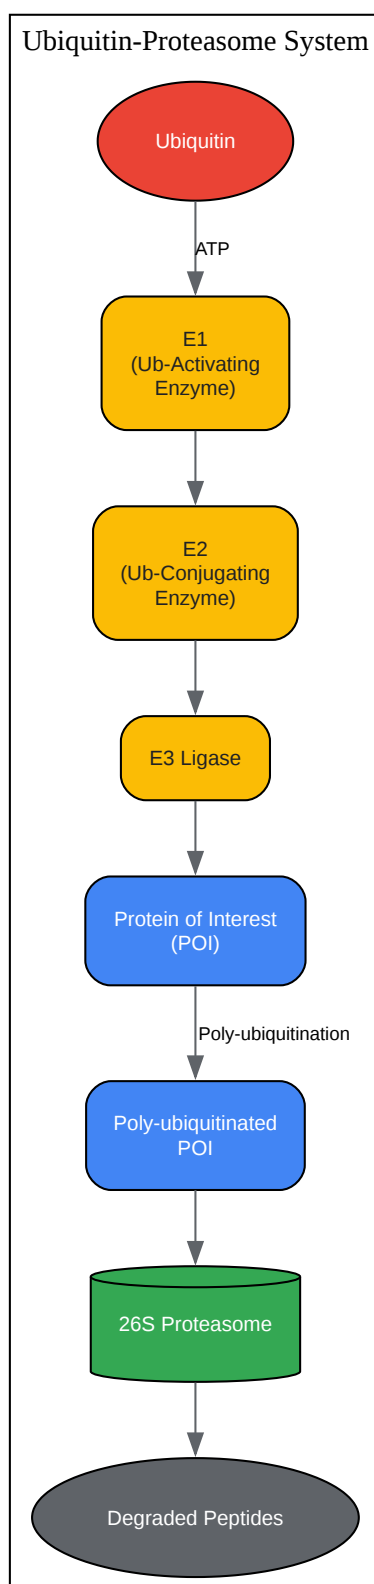 Ubiquitin-Proteasome System
Ubiquitin
ATP
E1
(Ub-Activating
Enzyme)
E2
(Ub-Conjugating
Enzyme)
E3 Ligase
Protein of Interest
(POI)
Poly-ubiquitination
Poly-ubiquitinated
POI
26S Proteasome
Degraded Peptides